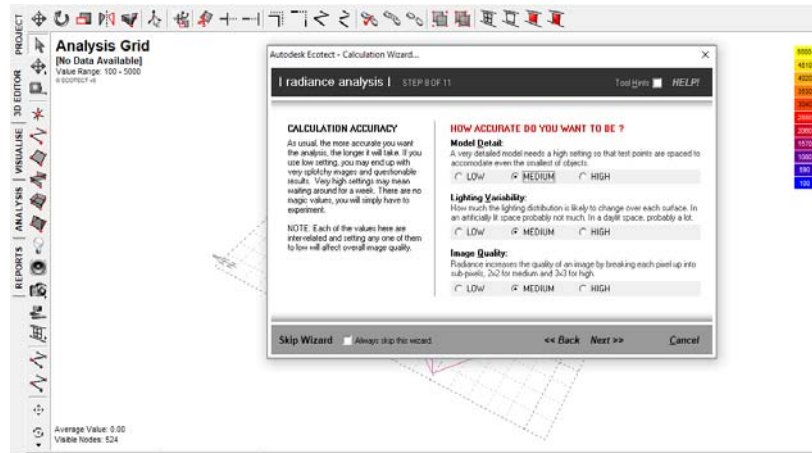 PROJECT
3D EDITOR
VISUALISE
ANALYSIS
REPORTS
Analysis Grid
[No Data Available]
Value Range: 100 - 5000
© ECOTECT v5
Autodesk Ecotect - Calculation Wizard...
| radiance analysis | STEP 8 OF 11
Tool Hints HELP!
CALCULATION ACCURACY
As usual, the more accurate you want
the analysis, the longer it will take. If you
use low setting, you may end up with
very splotchy images and questionable
results. Very high settings may mean
waiting around for a week. There are no
magic values, you will simply have to
experiment.
NOTE: Each of the values here are
interrelated and setting any one of them
to low will affect overall image quality.
HOW ACCURATE DO YOU WANT TO BE ?
Model Detail:
A very detailed model needs a high setting so that test points are spaced to
accomodate even the smallest of objects.
LOW MEDIUM HIGH
Lighting Variability:
How much the lighting distribution is likely to change over each surface. In
an artificially lit space probably not much. In a daylit space, probably a lot.
LOW MEDIUM HIGH
Image Quality:
Radiance increases the quality of an image by breaking each pixel up into
sub-pixels, 2x2 for medium and 3x3 for high.
LOW MEDIUM HIGH
Skip Wizard Always skip this wizard.
<< Back Next >> Cancel
4510
1570
1080
590
100
Average Value: 0.00
Visible Nodes: 524